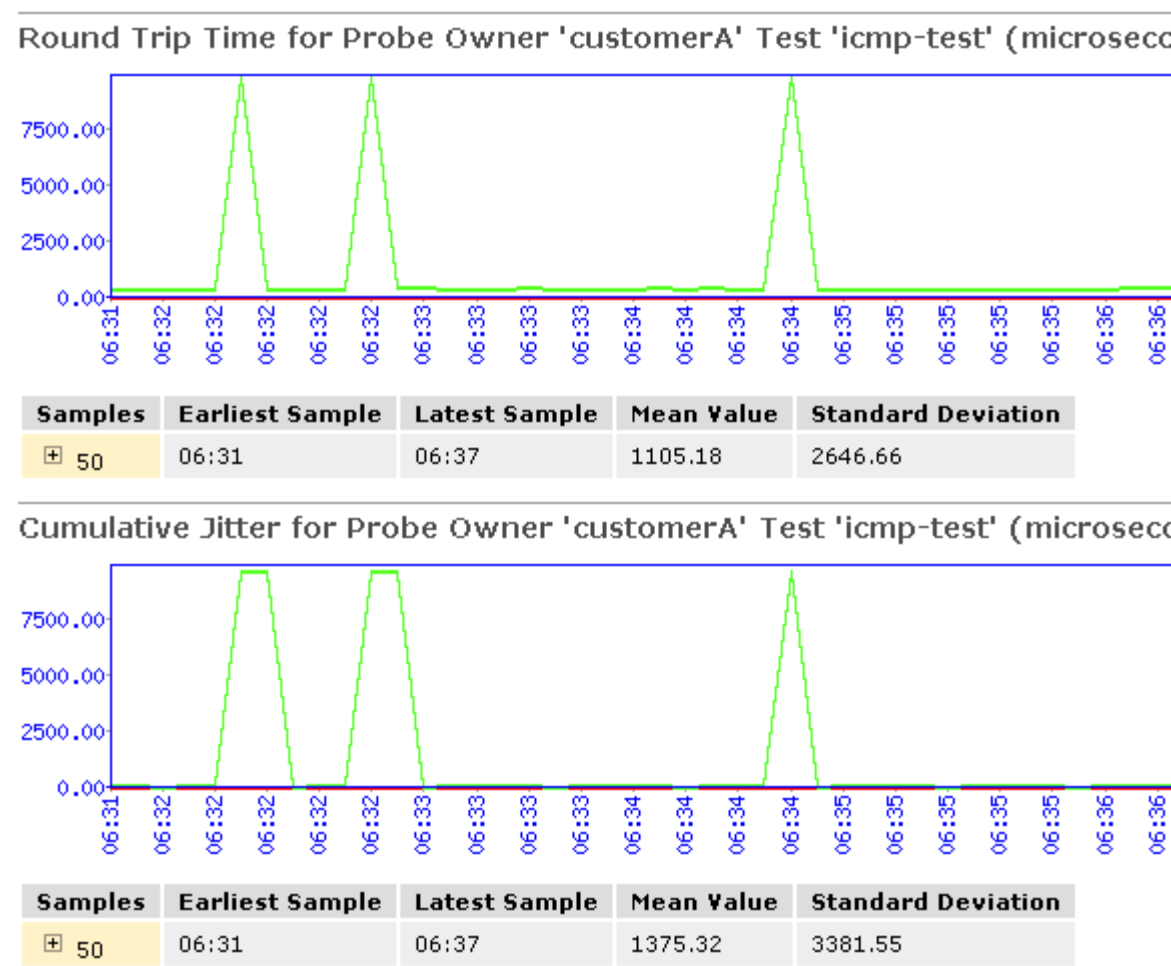 Round Trip Time for Probe Owner 'customerA' Test 'icmp-test' (microsecc
7500.00
5000.00
2500.00
0.00
06:31 06:32 06:32 06:32 06:32 06:32 06:33 06:33 06:33 06:33 06:34 06:34 06:34 06:34 06:35 06:35 06:35 06:35 06:35 06:36 06:36
Samples Earliest Sample Latest Sample Mean Value Standard Deviation
50 06:31 06:37 1105.18 2646.66
Cumulative Jitter for Probe Owner 'customerA' Test 'icmp-test' (microsecc
7500.00
5000.00
2500.00
0.00
06:31 06:32 06:32 06:32 06:32 06:32 06:33 06:33 06:33 06:33 06:34 06:34 06:34 06:34 06:35 06:35 06:35 06:35 06:35 06:36 06:36
Samples Earliest Sample Latest Sample Mean Value Standard Deviation
50 06:31 06:37 1375.32 3381.55